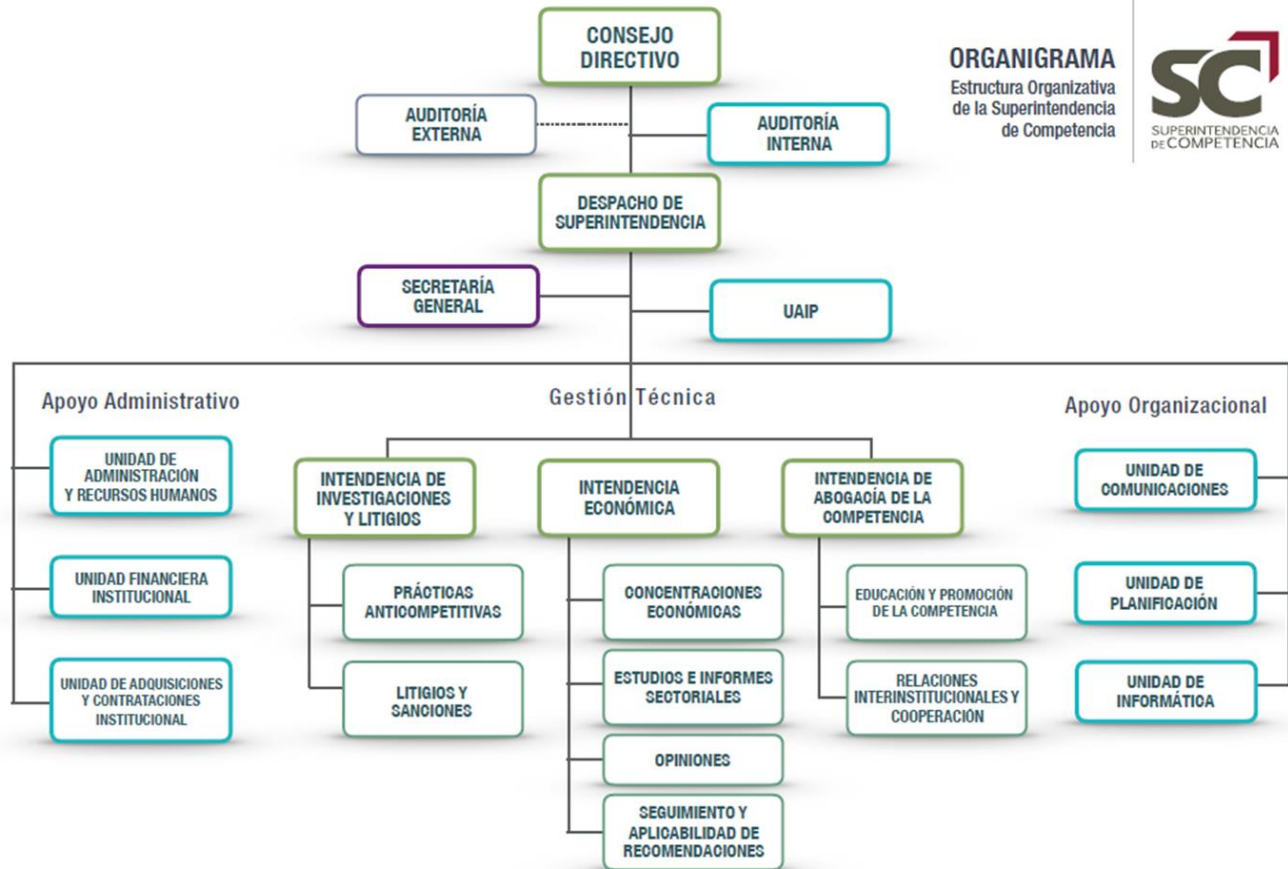 CONSEJO
DIRECTIVO
ORGANIGRAMA
Estructura Organizativa
de la Superintendencia
de Competencia
SC
SUPERINTENDENCIA
DE COMPETENCIA
AUDITORÍA
EXTERNA
AUDITORÍA
INTERNA
DESPACHO DE
SUPERINTENDENCIA
SECRETARÍA
GENERAL
UAIP
Apoyo Administrativo
UNIDAD DE
ADMINISTRACIÓN
Y RECURSOS HUMANOS
UNIDAD FINANCIERA
INSTITUCIONAL
UNIDAD DE ADQUISICIONES
Y CONTRATACIONES
INSTITUCIONAL
Gestión Técnica
INTENDENCIA DE
INVESTIGACIONES
Y LITIGIOS
PRÁCTICAS
ANTICOMPETITIVAS
LITIGIOS Y
SANCIONES
INTENDENCIA
ECONÓMICA
CONCENTRACIONES
ECONÓMICAS
ESTUDIOS E INFORMES
SECTORIALES
OPINIONES
SEGUIMIENTO Y
APLICABILIDAD DE
RECOMENDACIONES
INTENDENCIA DE
ABOGACÍA DE LA
COMPETENCIA
EDUCACIÓN Y PROMOCIÓN
DE LA COMPETENCIA
RELACIONES
INTERINSTITUCIONALES Y
COOPERACIÓN
Apoyo Organizacional
UNIDAD DE
COMUNICACIONES
UNIDAD DE
PLANIFICACIÓN
UNIDAD DE
INFORMÁTICA